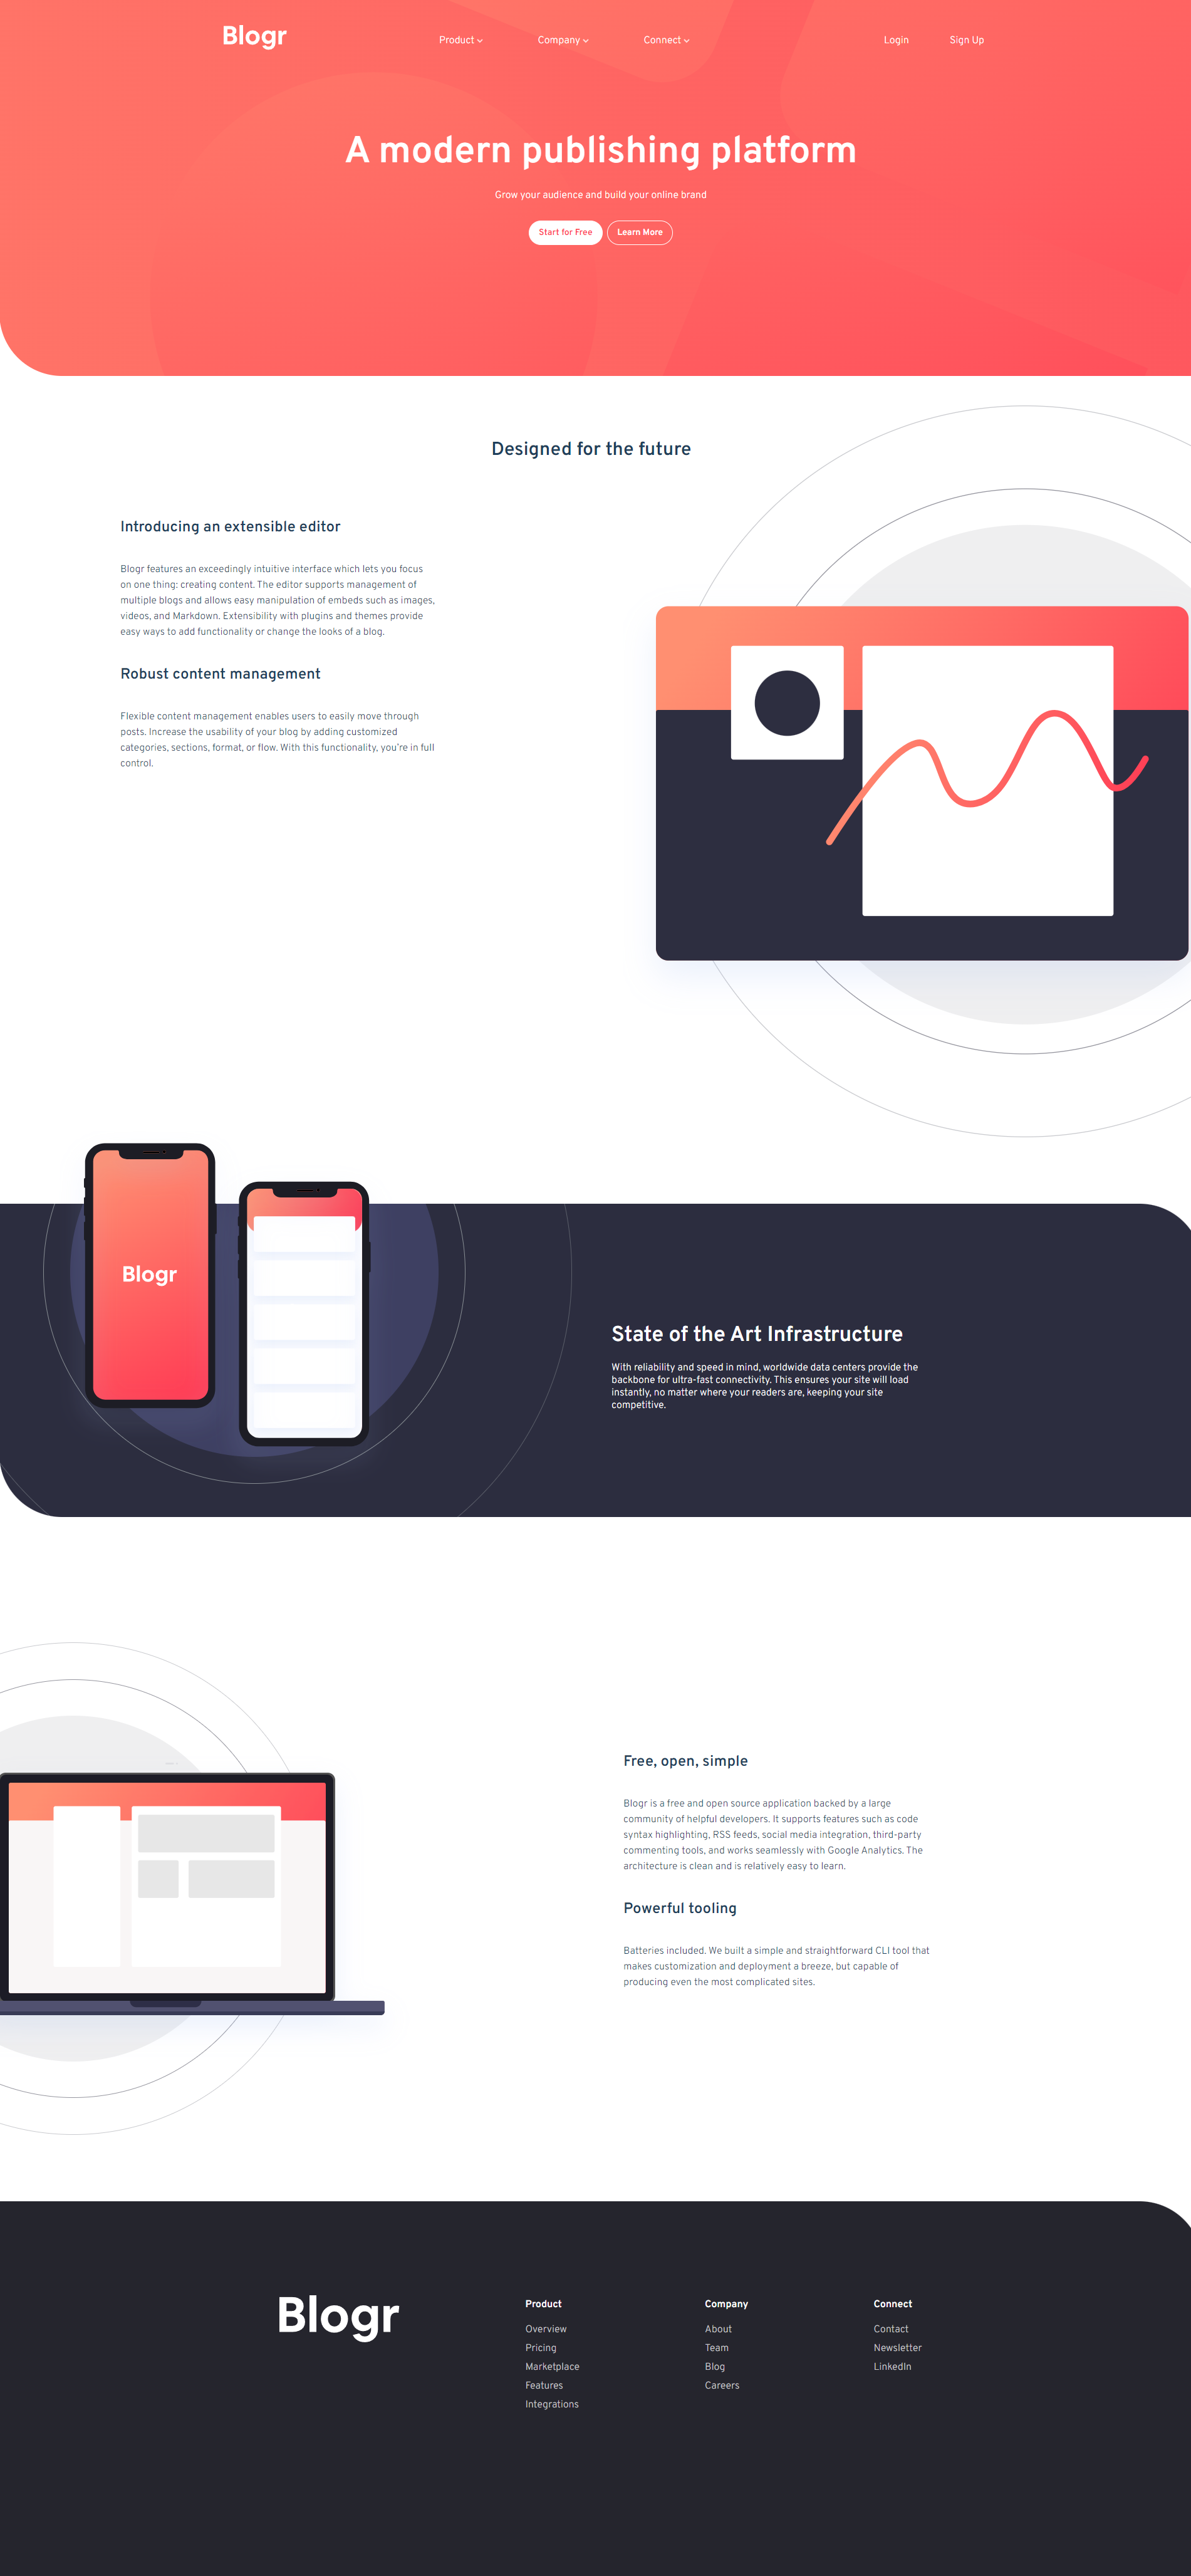 Blogr
Product
Company
Connect
Login
Sign Up
A modern publishing platform
Grow your audience and build your online brand
Start for Free
Learn More
Designed for the future
Introducing an extensible editor
Blogr features an exceedingly intuitive interface which lets you focus
on one thing: creating content. The editor supports management of
multiple blogs and allows easy manipulation of embeds such as images,
videos, and Markdown. Extensibility with plugins and themes provide
easy ways to add functionality or change the looks of a blog.
Robust content management
Flexible content management enables users to easily move through
posts. Increase the usability of your blog by adding customized
categories, sections, format, or flow. With this functionality, you're in full
control.
Blogr
State of the Art Infrastructure
With reliability and speed in mind, worldwide data centers provide the
backbone for ultra-fast connectivity. This ensures your site will load
instantly, no matter where your readers are, keeping your site
competitive.
Free, open, simple
Blogr is a free and open source application backed by a large
community of helpful developers. It supports features such as code
syntax highlighting, RSS feeds, social media integration, third-party
commenting tools, and works seamlessly with Google Analytics. The
architecture is clean and is relatively easy to learn.
Powerful tooling
Batteries included. We built a simple and straightforward CLI tool that
makes customization and deployment a breeze, but capable of
producing even the most complicated sites.
Blogr
Product
Overview
Pricing
Marketplace
Features
Integrations
Company
About
Team
Blog
Careers
Connect
Contact
Newsletter
LinkedIn